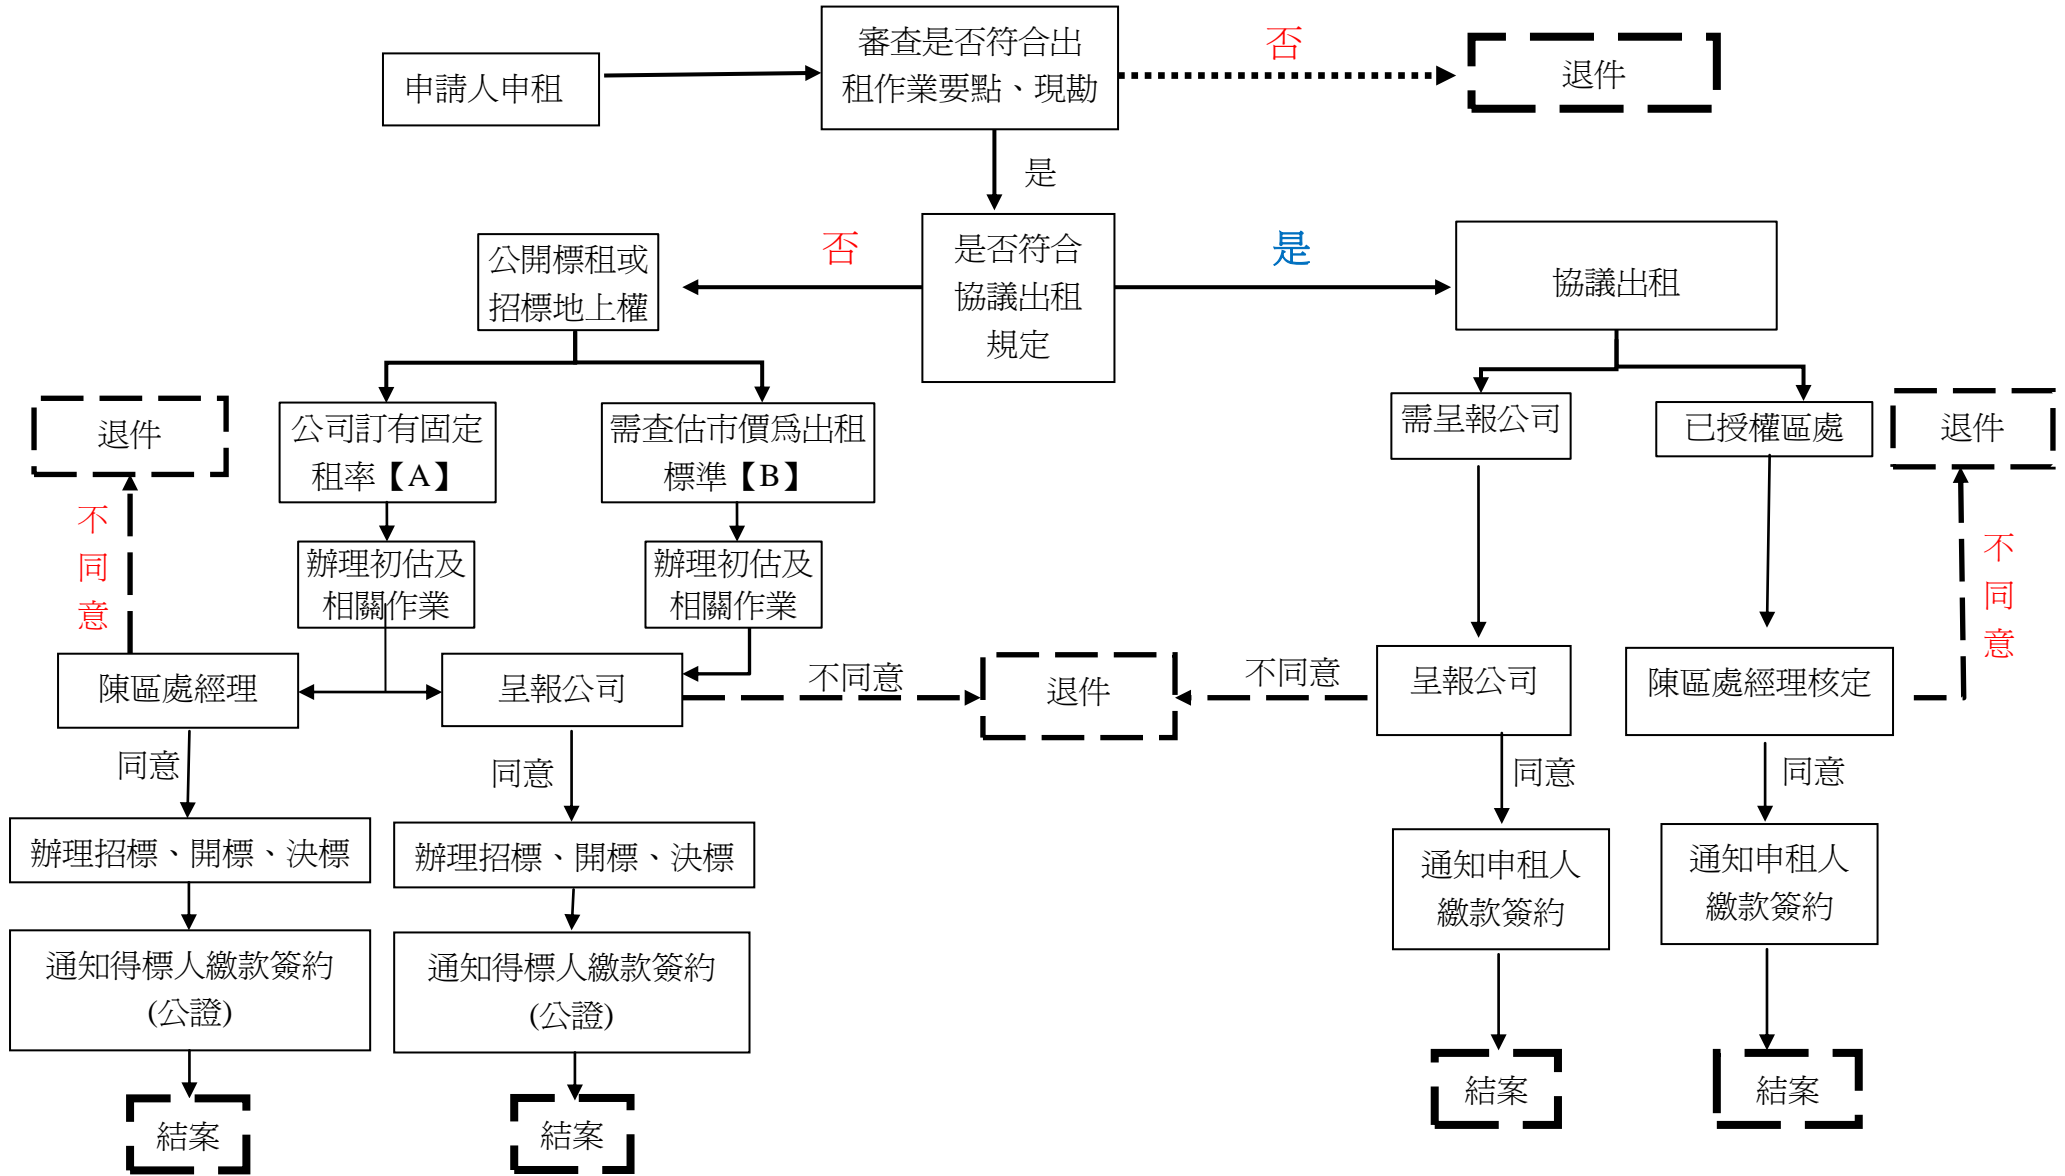 申請人申租
審查是否符合出
租作業要點、現勘
否
退件
是
公開標租或
招標地上權
否
是否符合
協議出租
規定
是
協議出租
退件
公司訂有固定
租率【A】
需查估市價為出租
標準【B】
需呈報公司
已授權區處
退件
不
同
意
辦理初估及
相關作業
辦理初估及
相關作業
不
同
意
陳區處經理
呈報公司
不同意
退件
不同意
呈報公司
陳區處經理核定
同意
同意
同意
同意
辦理招標、開標、決標
辦理招標、開標、決標
通知申租人
繳款簽約
通知申租人
繳款簽約
通知得標人繳款簽約
(公證)
通知得標人繳款簽約
(公證)
結案
結案
結案
結案